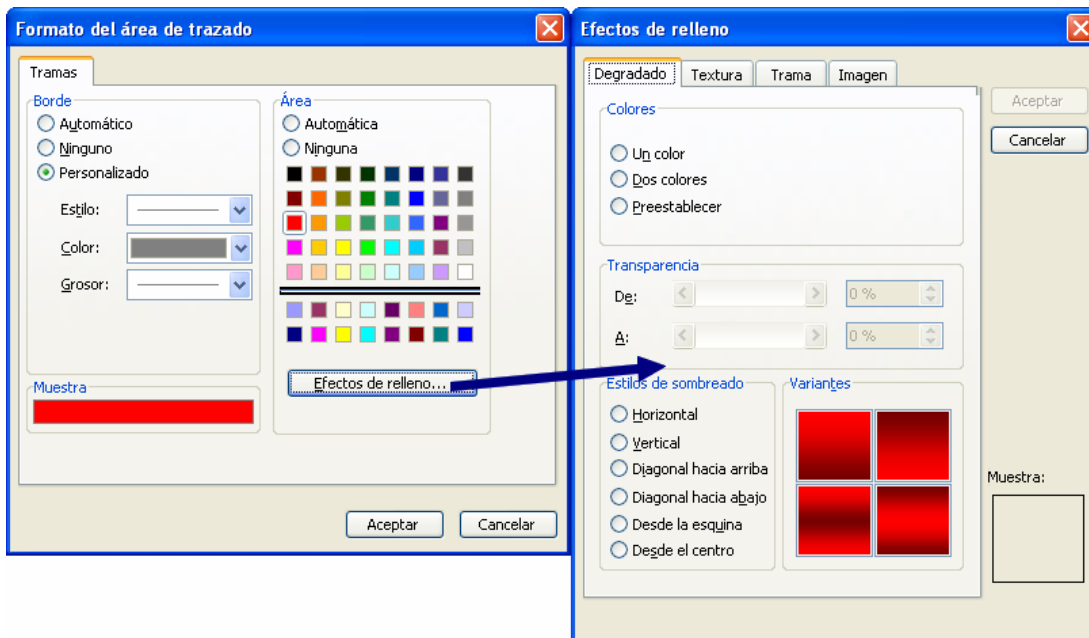 Formato del área de trazado
Tramas
Borde
Automático
Ninguno
Personalizado
Estilo:
Color:
Grosor:
Muestra
Área
Automática
Ninguna
Efectos de relleno...
Aceptar
Cancelar
Efectos de relleno
Degradado
Textura
Trama
Imagen
Aceptar
Cancelar
Colores
Un color
Dos colores
Preestablecer
Transparencia
De:
0 %
A:
0 %
Estilos de sombreado
Horizontal
Vertical
Diagonal hacia arriba
Diagonal hacia abajo
Desde la esquina
Desde el centro
Variantes
Muestra: